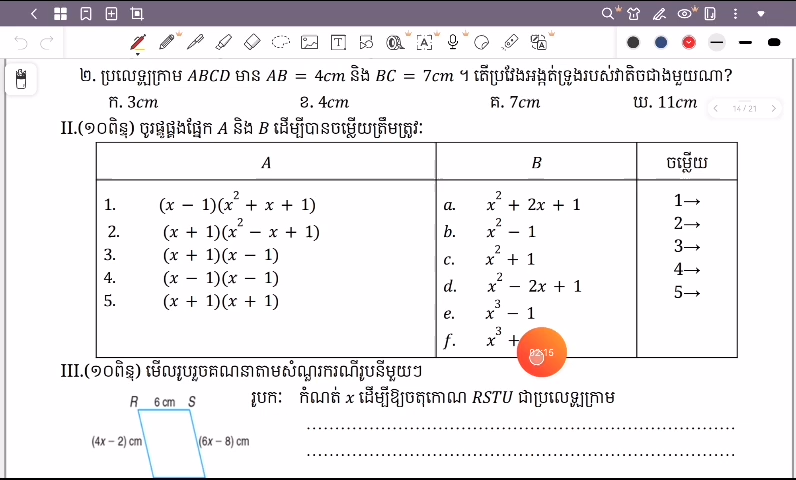 14 / 21
២. ប្រលេឡូក្រាម ABCD មាន AB = 4cm និង BC = 7cm ។ តើប្រវែងអង្កត់ទ្រូងរបស់វាតិចជាងមួយណា?
ក. 3cm ខ. 4cm គ. 7cm ឃ. 11cm
II.(១០ពិន្ទុ) ចូរផ្គូផ្គងផ្នែក A និង B ដើម្បីបានចម្លើយត្រឹមត្រូវ:
A B ចម្លើយ
1. (x − 1)(x² + x + 1) a. x² + 2x + 1 1→
2. (x + 1)(x² − x + 1) b. x² − 1 2→
3. (x + 1)(x − 1) c. x² + 1 3→
4. (x − 1)(x − 1) d. x² − 2x + 1 4→
5. (x + 1)(x + 1) e. x³ − 1 5→
f. x³ +
02:15
III.(១០ពិន្ទុ) មើលរូបរួចគណនាតាមសំណួរករណីរូបនីមួយៗ
R 6 cm S រូបក: កំណត់ x ដើម្បីឱ្យចតុកោណ RSTU ជាប្រលេឡូក្រាម
(4x − 2) cm (6x − 8) cm